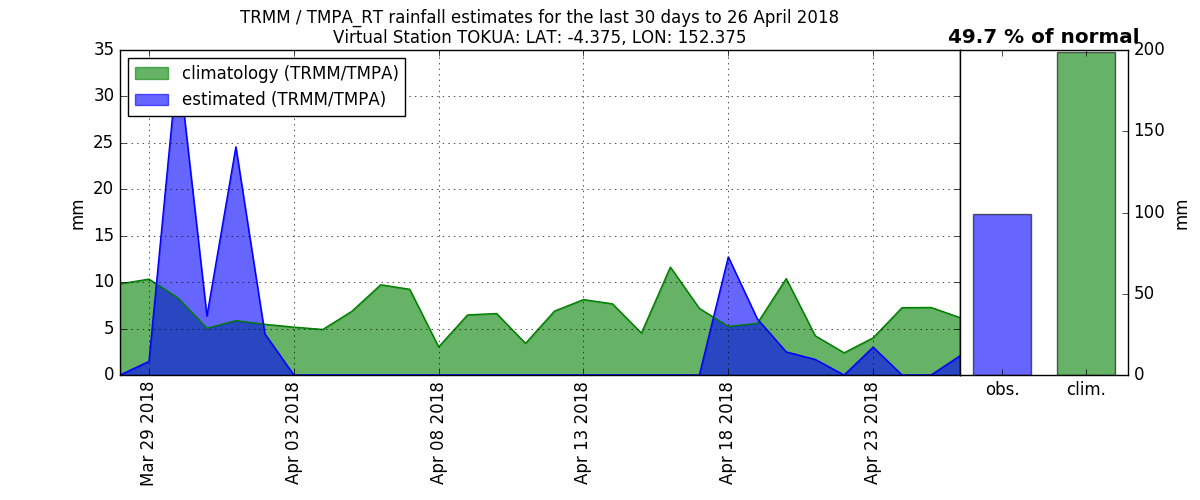 TRMM / TMPA_RT rainfall estimates for the last 30 days to 26 April 2018
Virtual Station TOKUA: LAT: -4.375, LON: 152.375
49.7 % of normal
climatology (TRMM/TMPA)
estimated (TRMM/TMPA)
35
30
25
20
15
10
5
0
mm
Mar 29 2018
Apr 03 2018
Apr 08 2018
Apr 13 2018
Apr 18 2018
Apr 23 2018
obs.
clim.
200
150
100
50
0
mm